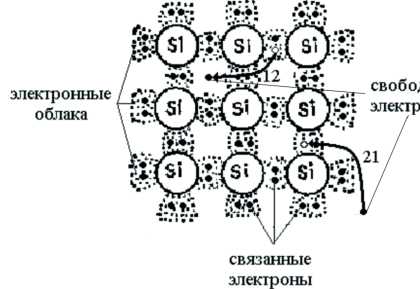 Si Si Si
12
электронные
облака
свобод
электр
Si Si Si
21
Si Si Si
связанные
электроны